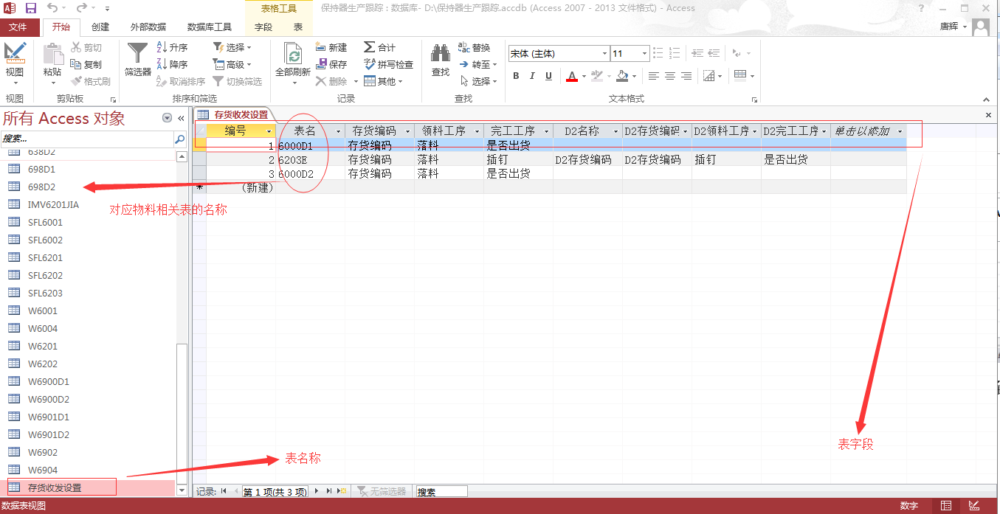 表格工具
保持器生产跟踪 : 数据库- D:\保持器生产跟踪.accdb (Access 2007 - 2013 文件格式) - Access
?
文件
开始
创建
外部数据
数据库工具
字段
表
唐辉
视图
粘贴
剪切
复制
格式刷
筛选器
升序
降序
取消排序
选择
高级
切换筛选
全部刷新
新建
保存
删除
合计
拼写检查
其他
查找
替换
转至
选择
宋体 (主体)
11
B I U A
视图
剪贴板
排序和筛选
记录
查找
文本格式
所有 Access 对象
搜索...
638D2
698D1
698D2
IMV6201JIA
SFL6001
SFL6002
SFL6201
SFL6202
SFL6203
W6001
W6004
W6201
W6202
W6900D1
W6900D2
W6901D1
W6901D2
W6902
W6904
存货收发设置
存货收发设置
编号 表名 存货编码 领料工序 完工工序 D2名称 D2存货编码 D2领料工序 D2完工工序 单击以添加
1 6000D1 存货编码 落料 是否出货
2 6203E 存货编码 落料 插钉 D2存货编码 D2存货编码 插钉 是否出货
3 6000D2 存货编码 落料 是否出货
* (新建)
对应物料相关表的名称
表名称
表字段
记录: 第 1 项(共 3 项) 无筛选器 搜索
数据表视图
数字